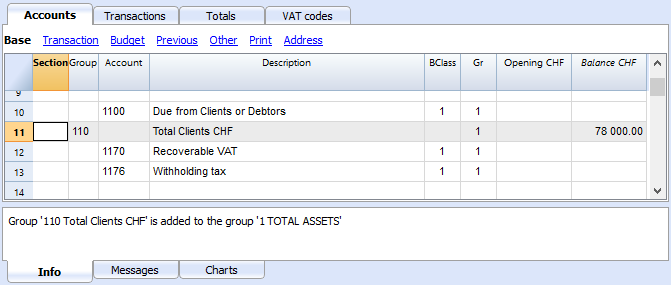 Accounts Transactions Totals VAT codes
Base Transaction Budget Previous Other Print Address
Section Group Account Description BClass Gr Opening CHF Balance CHF
9
10 1100 Due from Clients or Debtors 1 1
11 110 Total Clients CHF 1 78 000.00
12 1170 Recoverable VAT 1 1
13 1176 Withholding tax 1 1
14
Group '110 Total Clients CHF' is added to the group '1 TOTAL ASSETS'
Info Messages Charts